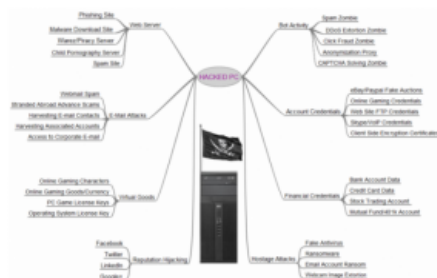 HACKED PC
Web Server
Phishing Site
Malware Download Site
Warez/Piracy Server
Child Pornography Server
Spam Site
E-Mail Attacks
Webmail Spam
Stranded Abroad Advance Scams
Harvesting E-mail Contacts
Harvesting Associated Accounts
Access to Corporate E-mail
Virtual Goods
Online Gaming Characters
Online Gaming Goods/Currency
PC Game License Keys
Operating System License Key
Reputation Hijacking
Facebook
Twitter
LinkedIn
Google+
Bot Activity
Spam Zombie
DDoS Extortion Zombie
Click Fraud Zombie
Anonymization Proxy
CAPTCHA Solving Zombie
Account Credentials
eBay/Paypal Fake Auctions
Online Gaming Credentials
Web Site FTP Credentials
Skype/VoIP Credentials
Client Side Encryption Certificates
Financial Credentials
Bank Account Data
Credit Card Data
Stock Trading Account
Mutual Fund/401k Account
Hostage Attacks
Fake Antivirus
Ransomware
Email Account Ransom
Webcam Image Extortion